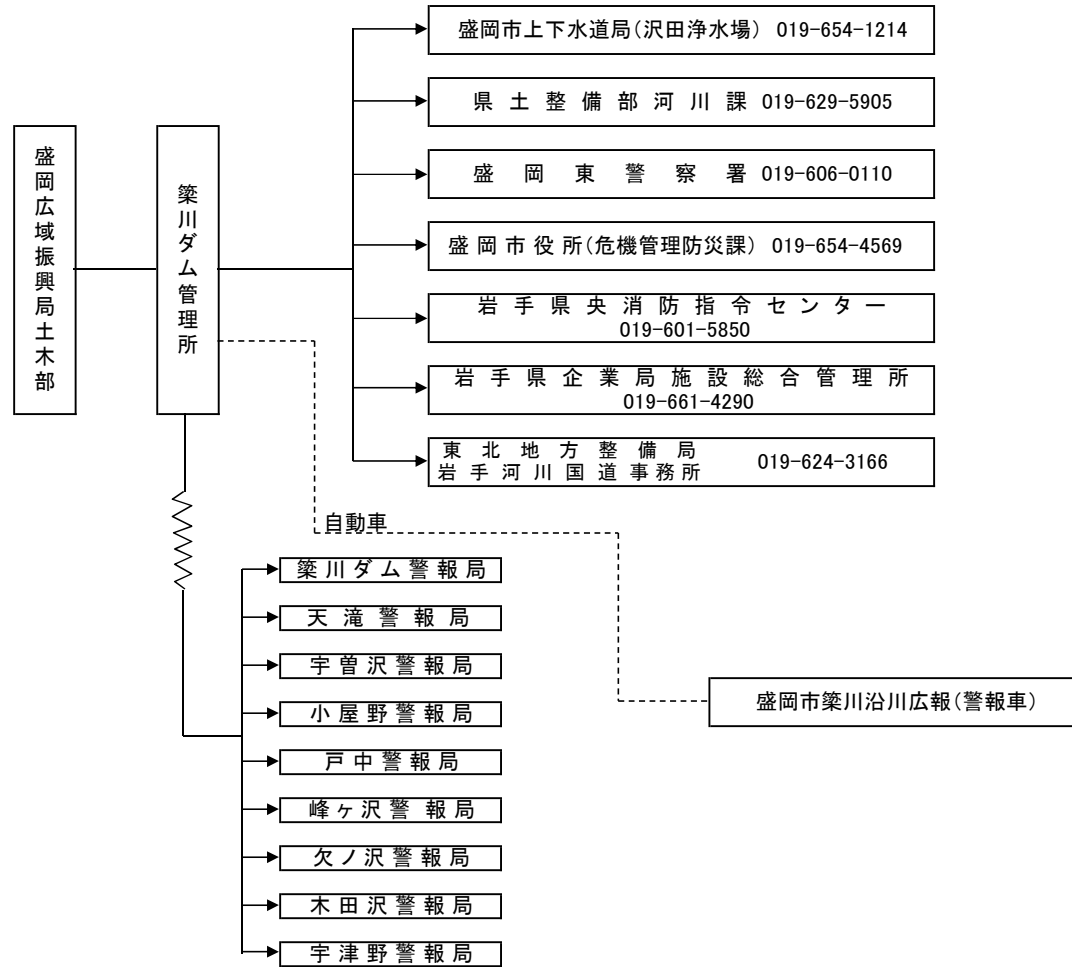 盛岡広域振興局土木部
簗川ダム管理所
盛岡市上下水道局(沢田浄水場) 019-654-1214
県土整備部河川課 019-629-5905
盛岡東警察署 019-606-0110
盛岡市役所(危機管理防災課) 019-654-4569
岩手県央消防指令センター
019-601-5850
岩手県企業局施設総合管理所
019-661-4290
東北地方整備局
岩手河川国道事務所 019-624-3166
自動車
簗川ダム警報局
天滝警報局
宇曽沢警報局
小屋野警報局
戸中警報局
峰ヶ沢警報局
欠ノ沢警報局
木田沢警報局
宇津野警報局
盛岡市簗川沿川広報(警報車)